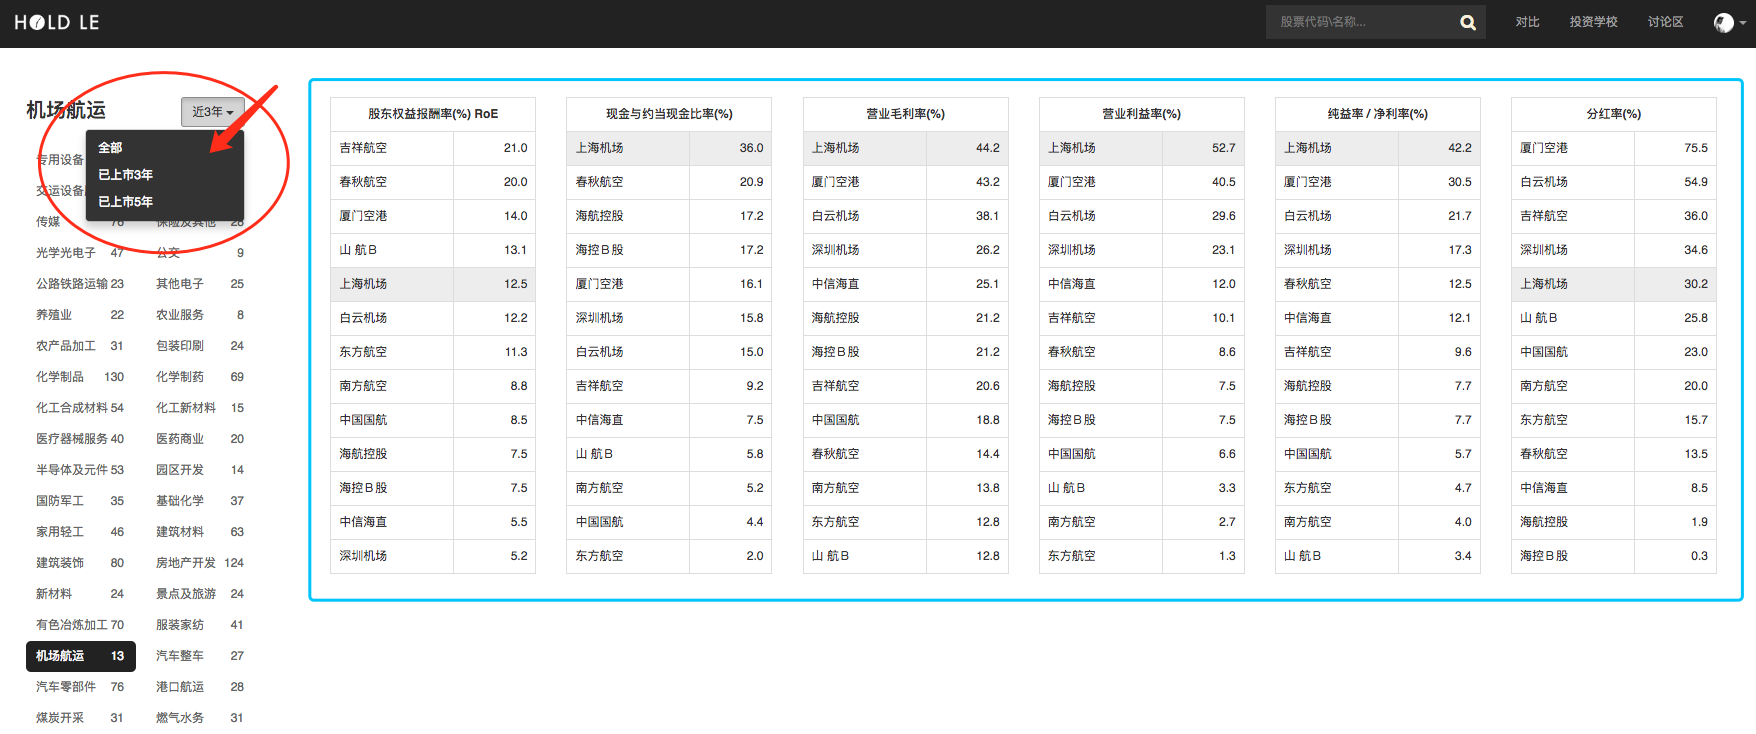 HOLD LE
股票代码\名称...
对比
投资学校
讨论区
机场航运
近3年
全部
已上市3年
已上市5年
专用设备
交运设备
传媒 76 保险及其他 28
光学光电子 47 公交 9
公路铁路运输 23 其他电子 25
养殖业 22 农业服务 8
农产品加工 31 包装印刷 24
化学制品 130 化学制药 69
化工合成材料 54 化工新材料 15
医疗器械服务 40 医药商业 20
半导体及元件 53 园区开发 14
国防军工 35 基础化学 37
家用轻工 46 建筑材料 63
建筑装饰 80 房地产开发 124
新材料 24 景点及旅游 24
有色冶炼加工 70 服装家纺 41
机场航运 13 汽车整车 27
汽车零部件 76 港口航运 28
煤炭开采 31 燃气水务 31
股东权益报酬率(%) RoE
吉祥航空 21.0
春秋航空 20.0
厦门空港 14.0
山 航B 13.1
上海机场 12.5
白云机场 12.2
东方航空 11.3
南方航空 8.8
中国国航 8.5
海航控股 7.5
海控B股 7.5
中信海直 5.5
深圳机场 5.2
现金与约当现金比率(%)
上海机场 36.0
春秋航空 20.9
海航控股 17.2
海控B股 17.2
厦门空港 16.1
深圳机场 15.8
白云机场 15.0
吉祥航空 9.2
中信海直 7.5
山 航B 5.8
南方航空 5.2
中国国航 4.4
东方航空 2.0
营业毛利率(%)
上海机场 44.2
厦门空港 43.2
白云机场 38.1
深圳机场 26.2
中信海直 25.1
海航控股 21.2
海控B股 21.2
吉祥航空 20.6
中国国航 18.8
春秋航空 14.4
南方航空 13.8
东方航空 12.8
山 航B 12.8
营业利益率(%)
上海机场 52.7
厦门空港 40.5
白云机场 29.6
深圳机场 23.1
中信海直 12.0
吉祥航空 10.1
春秋航空 8.6
海航控股 7.5
海控B股 7.5
中国国航 6.6
山 航B 3.3
南方航空 2.7
东方航空 1.3
纯益率 / 净利率(%)
上海机场 42.2
厦门空港 30.5
白云机场 21.7
深圳机场 17.3
春秋航空 12.5
中信海直 12.1
吉祥航空 9.6
海航控股 7.7
海控B股 7.7
中国国航 5.7
东方航空 4.7
南方航空 4.0
山 航B 3.4
分红率(%)
厦门空港 75.5
白云机场 54.9
吉祥航空 36.0
深圳机场 34.6
上海机场 30.2
山 航B 25.8
中国国航 23.0
南方航空 20.0
东方航空 15.7
春秋航空 13.5
中信海直 8.5
海航控股 1.9
海控B股 0.3